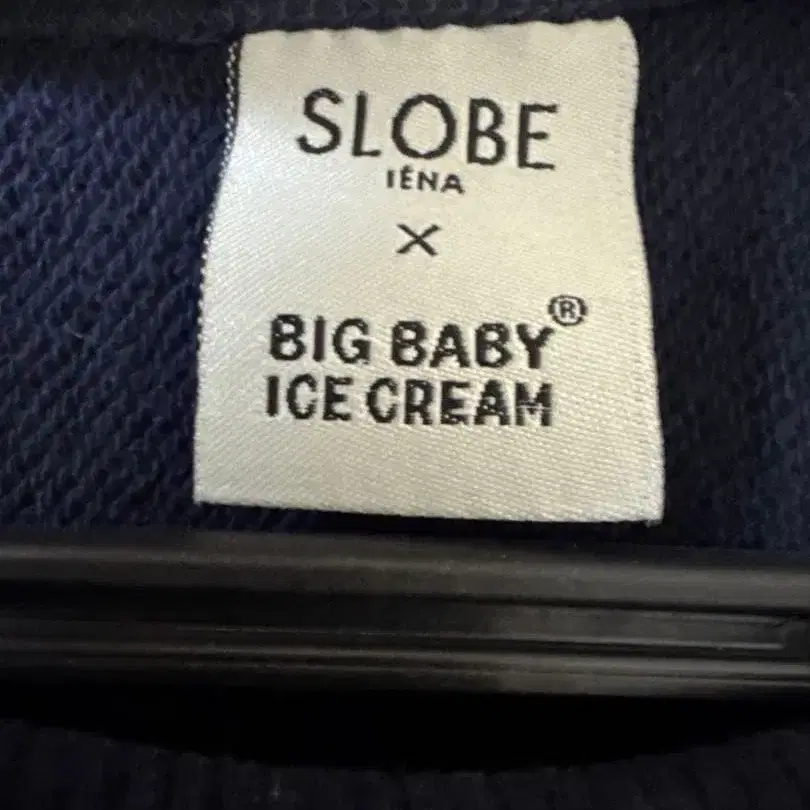 SLOBE
IÉNA
×
BIG BABY®
ICE CREAM